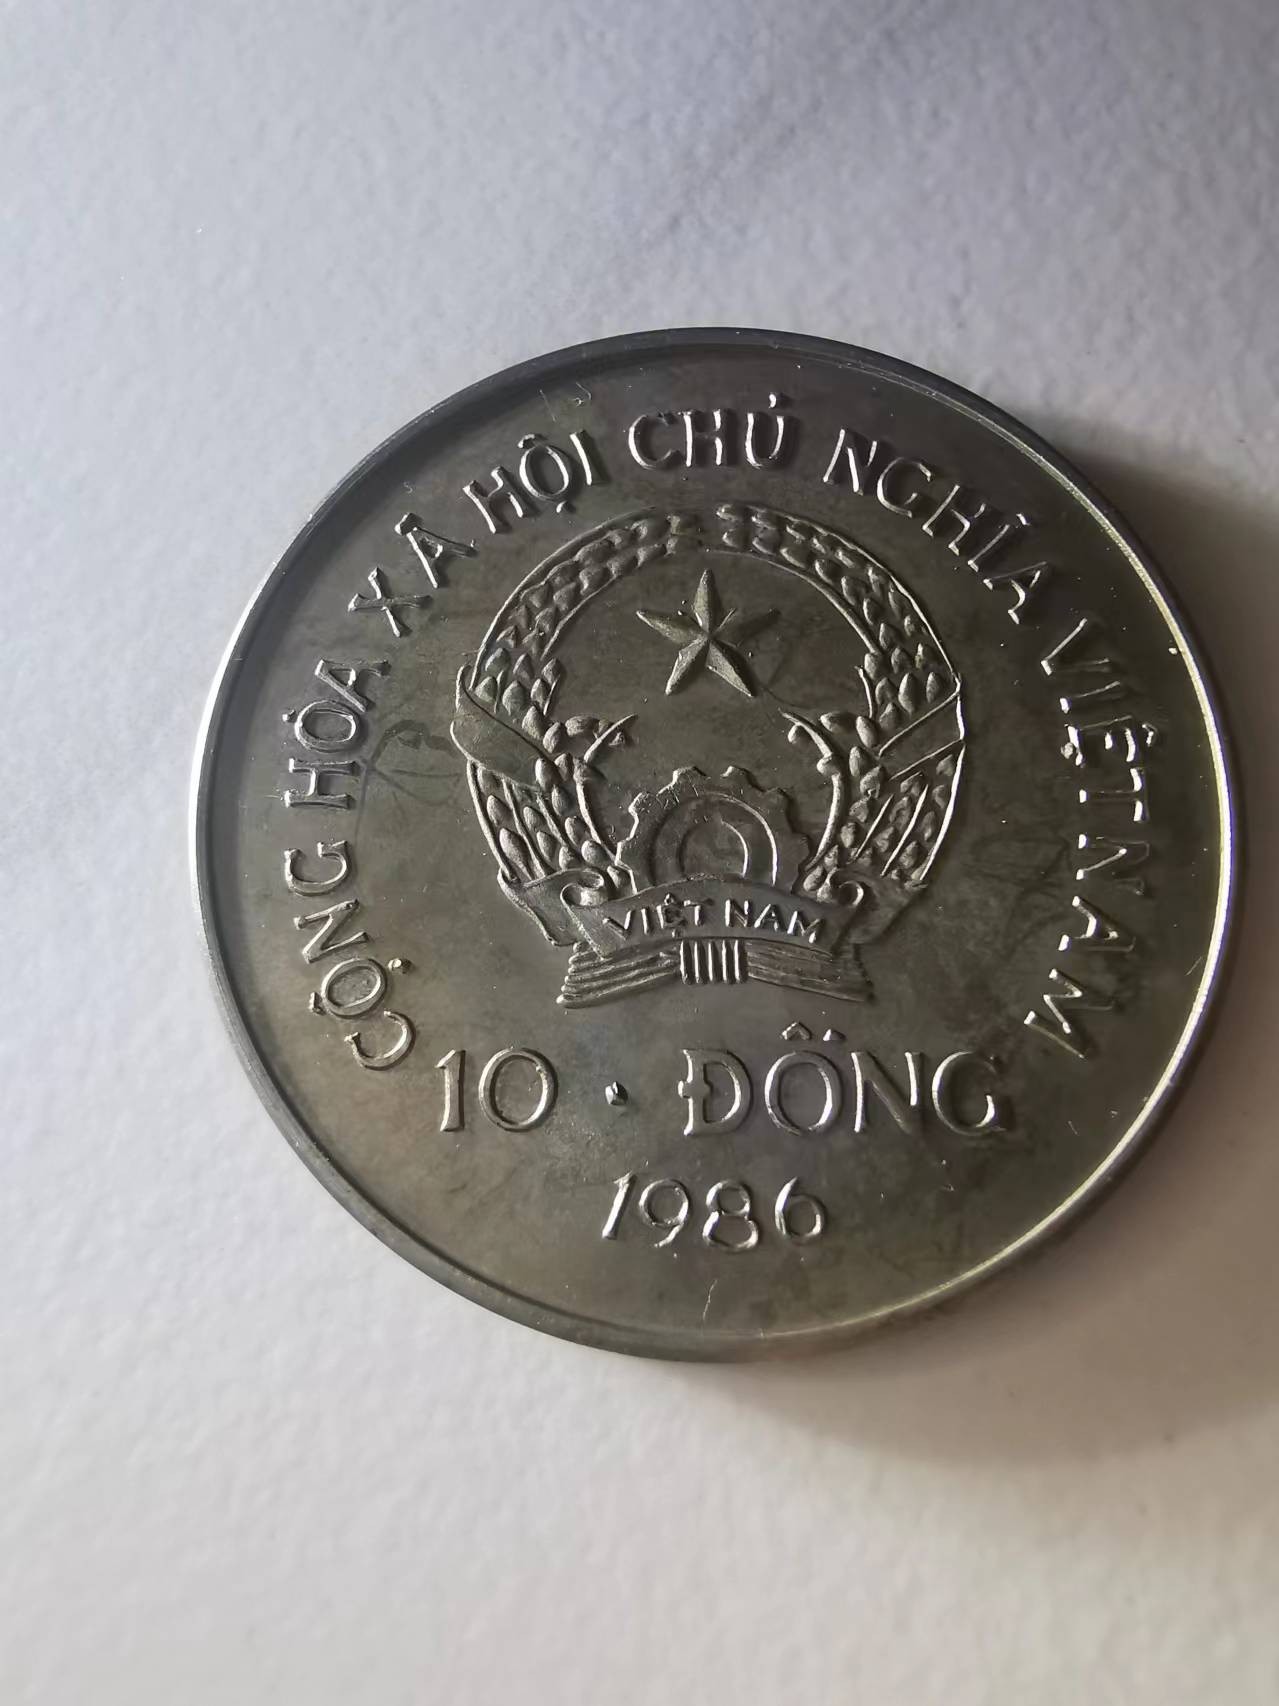 CỘNG HÒA XÃ HỘI CHỦ NGHĨA VIỆT NAM
VIỆT NAM
10 · ĐỒNG
1986